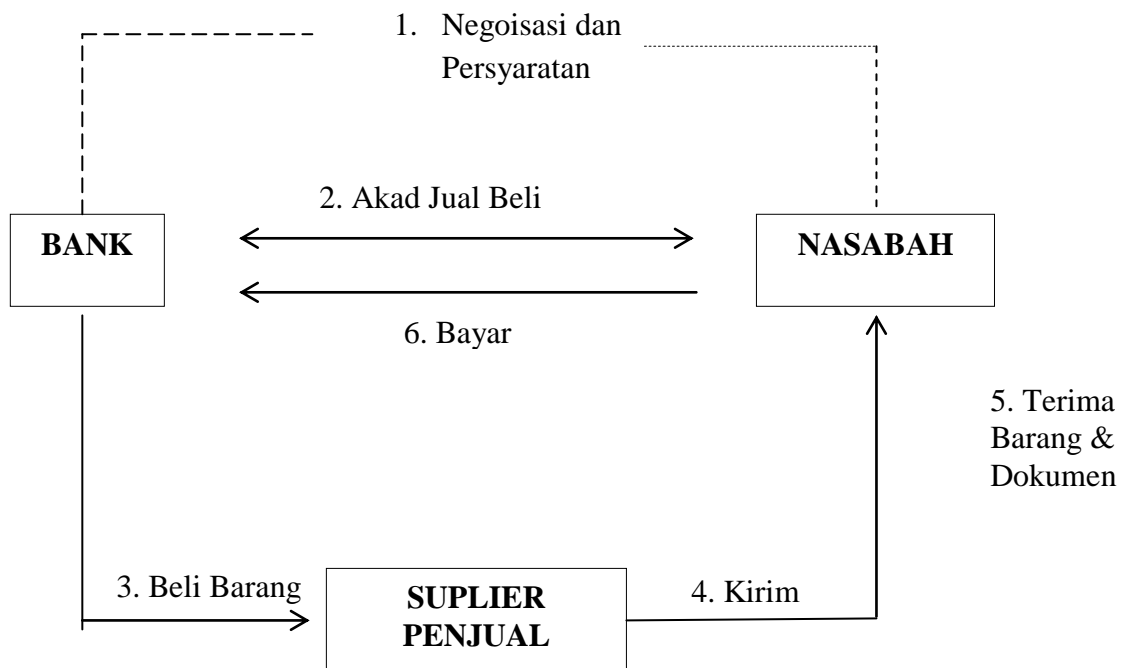 1. Negoisasi dan
Persyaratan
2. Akad Jual Beli
BANK
NASABAH
6. Bayar
5. Terima
Barang &
Dokumen
3. Beli Barang
SUPLIER
PENJUAL
4. Kirim